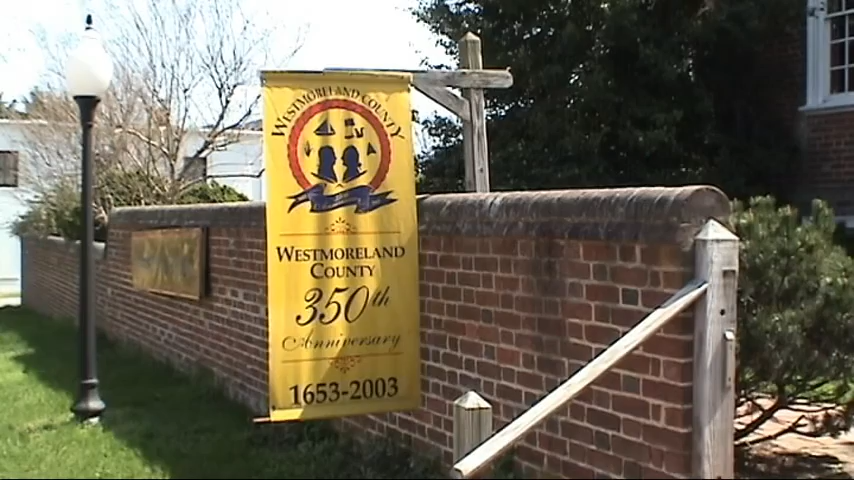 WESTMORELAND COUNTY
WESTMORELAND
COUNTY
350th
Anniversary
1653-2003